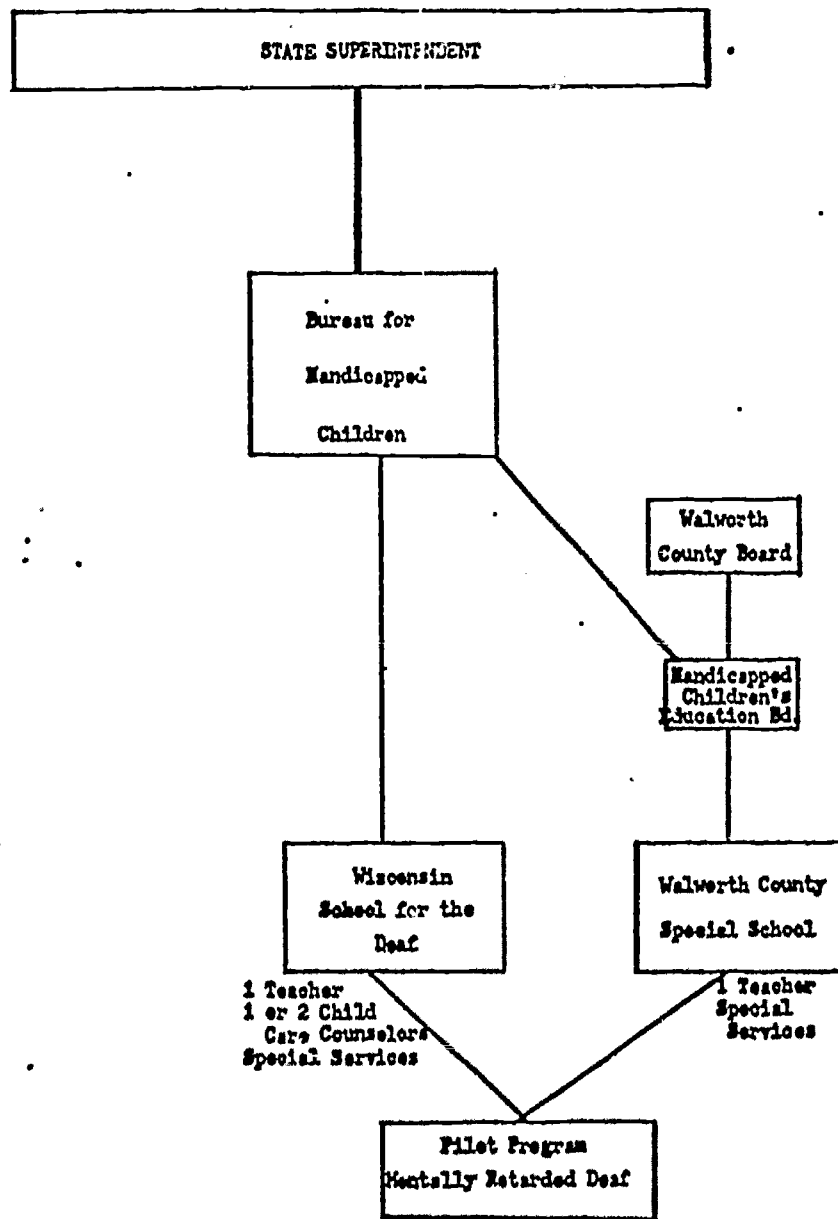 STATE SUPERINTENDENT
Bureau for
Handicapped
Children
Walworth
County Board
Handicapped
Children's
Education Bd.
Wisconsin
School for the
Deaf
Walworth County
Special School
1 Teacher
1 or 2 Child
Care Counselors
Special Services
1 Teacher
Special
Services
Pilot Program
Mentally Retarded Deaf